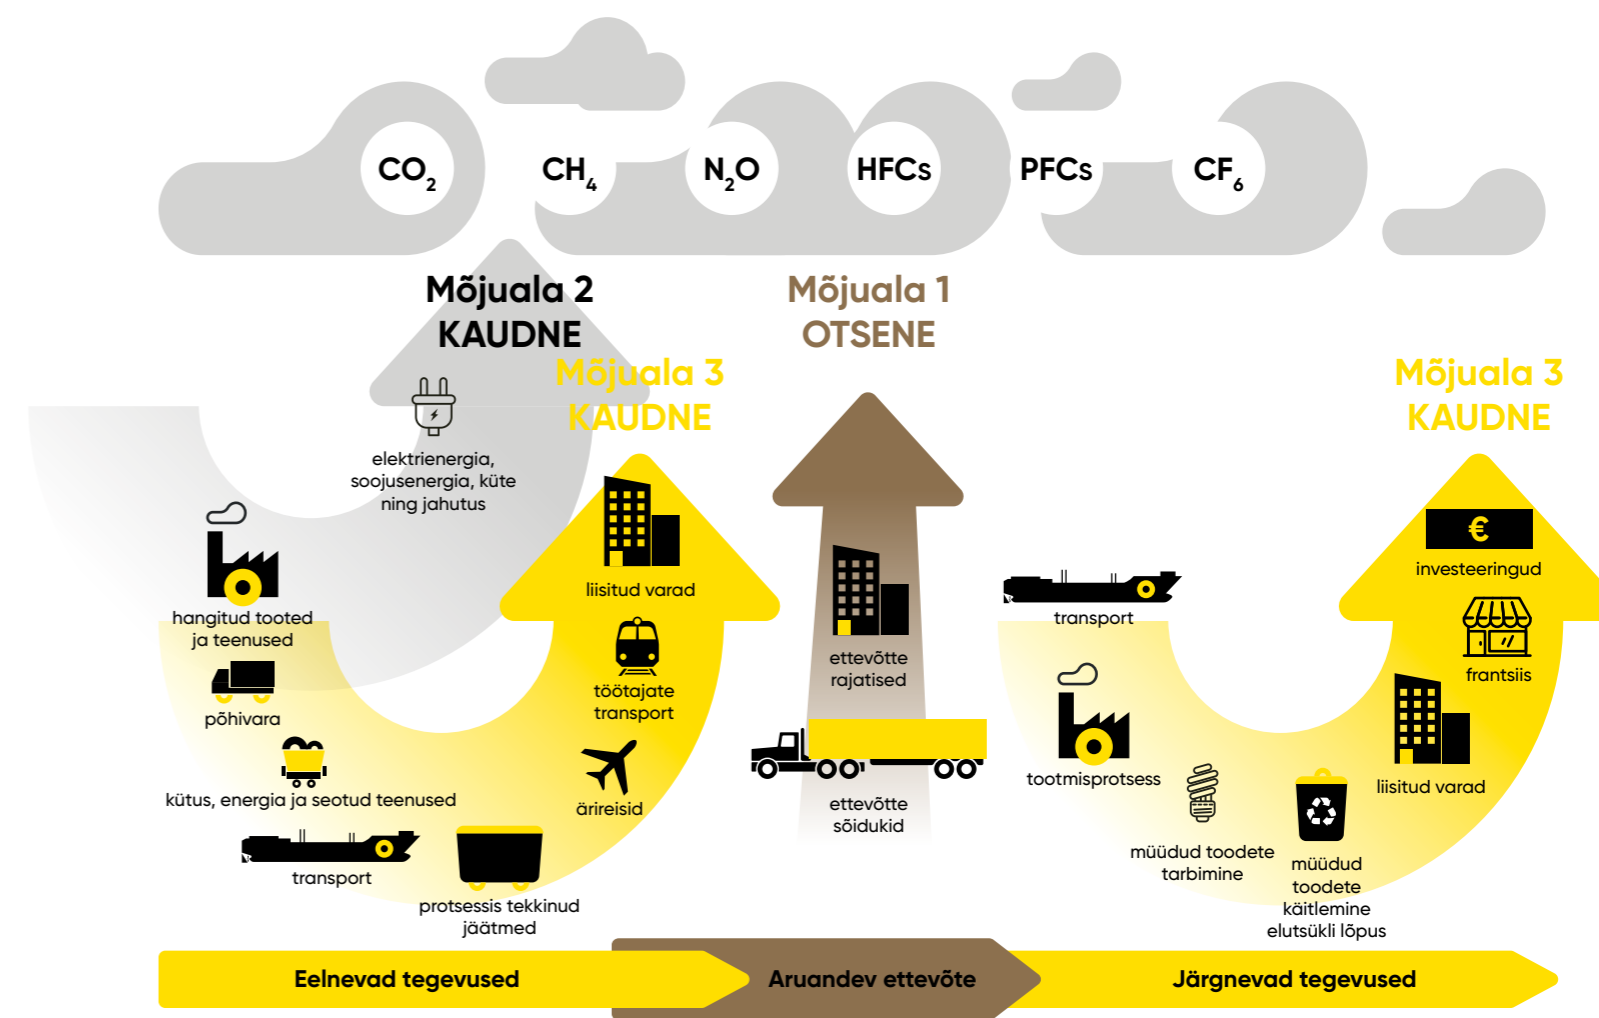 CO2
CH4
N2O
HFCs
PFCs
CF6
Mõjuala 2
KAUDNE
Mõjuala 1
OTSENE
Mõjuala 3
KAUDNE
Mõjuala 3
KAUDNE
elektrienergia,
soojusenergia, küte
ning jahutus
hangitud tooted
ja teenused
põhivara
kütus, energia ja seotud teenused
transport
protsessis tekkinud
jäätmed
ärireisid
töötajate
transport
liisitud varad
ettevõtte
rajatised
ettevõtte
sõidukid
transport
tootmisprotsess
müüdud toodete
tarbimine
müüdud
toodete
käitlemine
elutsükli lõpus
liisitud varad
frantsiis
€
investeeringud
Eelnevad tegevused
Aruandev ettevõte
Järgnevad tegevused